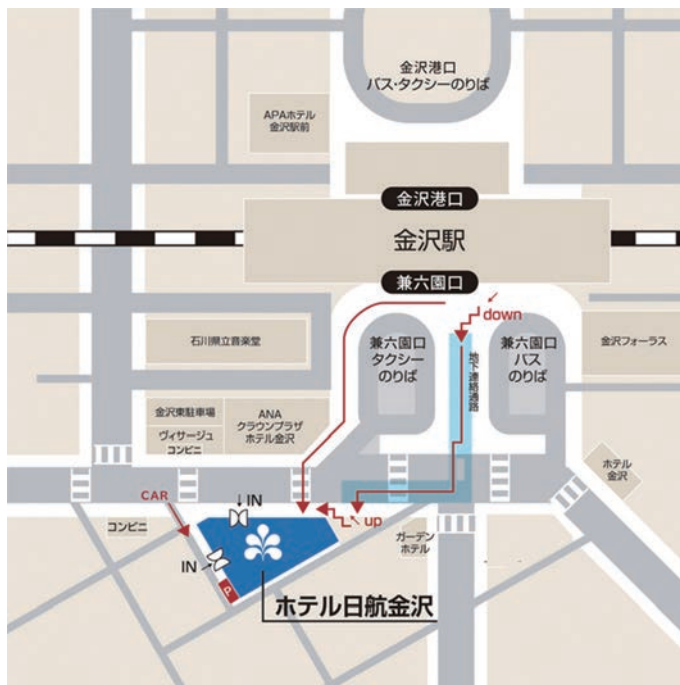 金沢港口
バス・タクシーのりば
APAホテル
金沢駅前
金沢港口
金沢駅
兼六園口
down
石川県立音楽堂
兼六園口
タクシー
のりば
地下連絡通路
兼六園口
バス
のりば
金沢フォーラス
金沢東駐車場
ヴィサージュ
コンビニ
ANA
クラウンプラザ
ホテル金沢
ホテル
金沢
CAR
IN
コンビニ
up
ガーデン
ホテル
IN
P
ホテル日航金沢